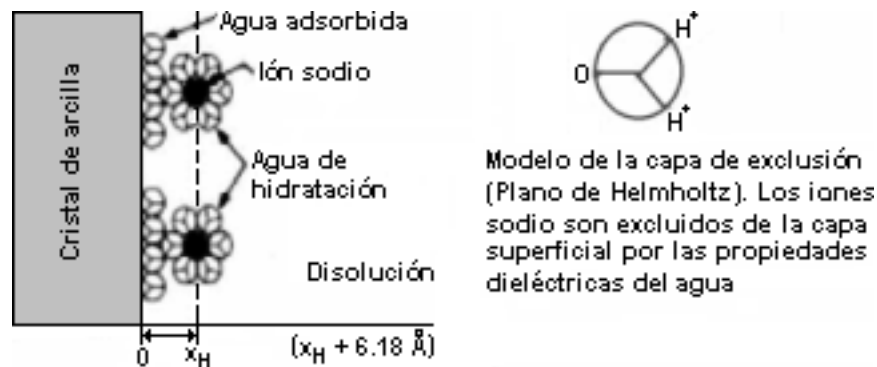 Agua adsorbida
Ión sodio
Agua de
hidratación
Cristal de arcilla
Disolución
0
xH
(xH + 6.18 Å)
H+
O
H+
Modelo de la capa de exclusión
(Plano de Helmholtz). Los iones
sodio son excluidos de la capa
superficial por las propiedades
dieléctricas del agua